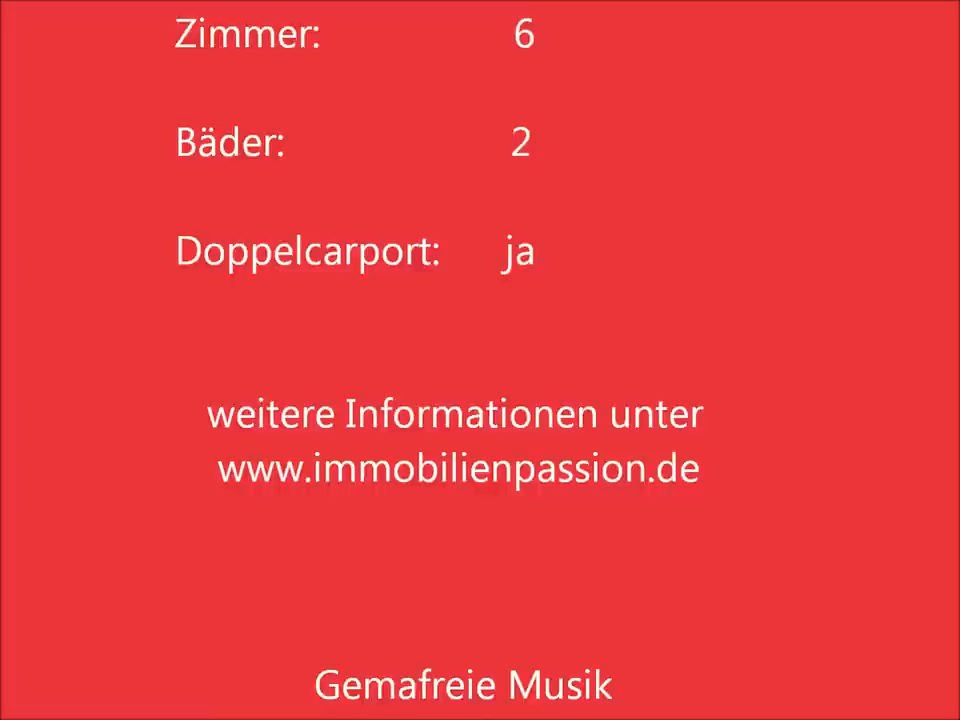 Zimmer: 6
Bäder: 2
Doppelcarport: ja
weitere Informationen unter
www.immobilienpassion.de
Gemafreie Musik